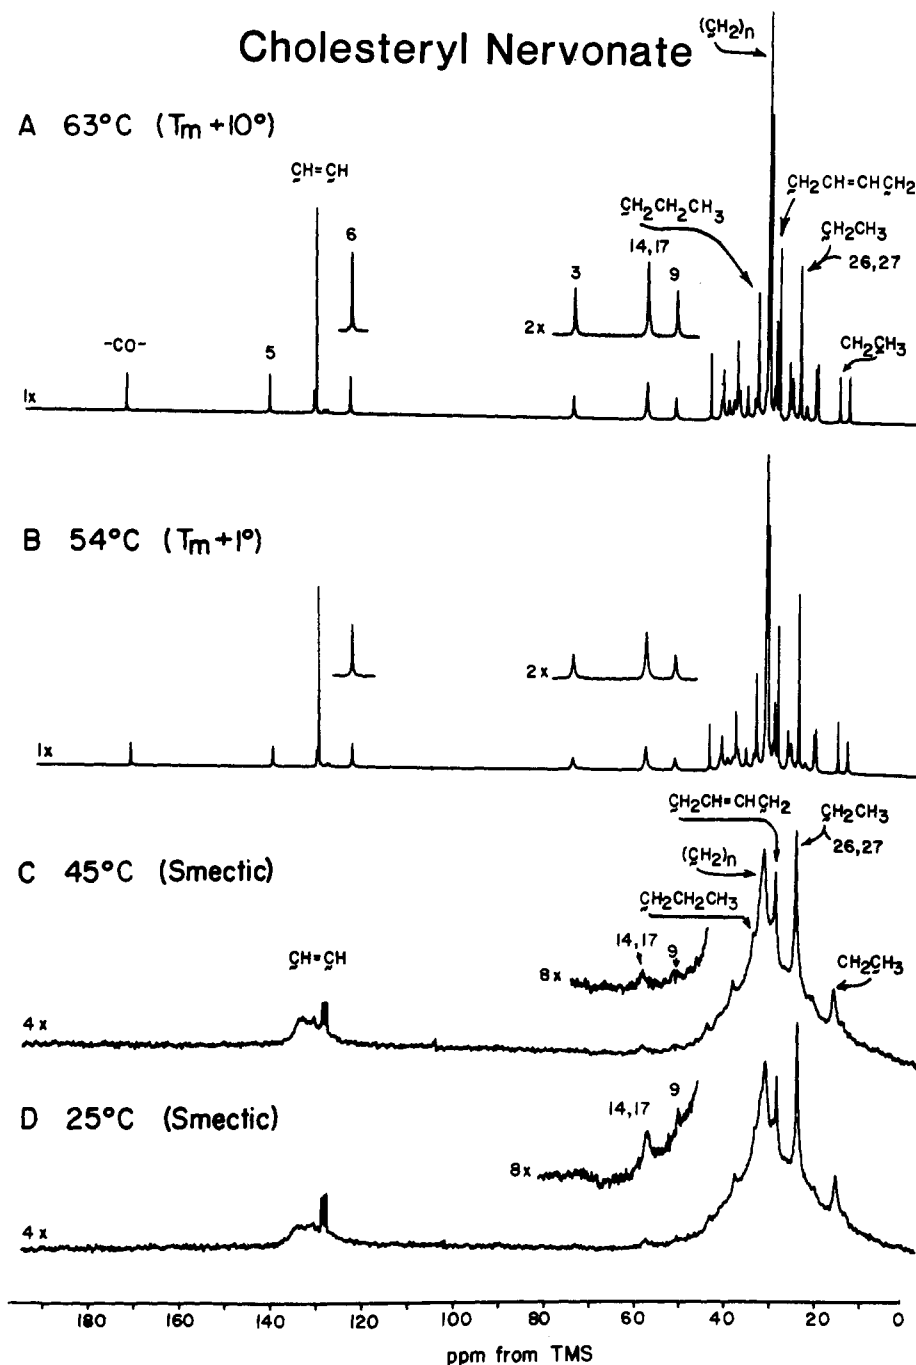 Cholesteryl Nervonate
(CH2)n
A 63°C (Tm +10°)
CH=CH
CH2CH=CHCH2
CH2CH2CH3
CH2CH3
26,27
6
14,17
3
9
2x
-CO-
5
CH2CH3
1x
B 54°C (Tm+1°)
2x
1x
CH2CH=CHCH2
CH2CH3
26,27
C 45°C (Smectic)
(CH2)n
CH2CH2CH3
14,17
9
CH=CH
CH2CH3
8x
4x
D 25°C (Smectic)
14,17
9
8x
4x
180 160 140 120 100 80 60 40 20 0
ppm from TMS